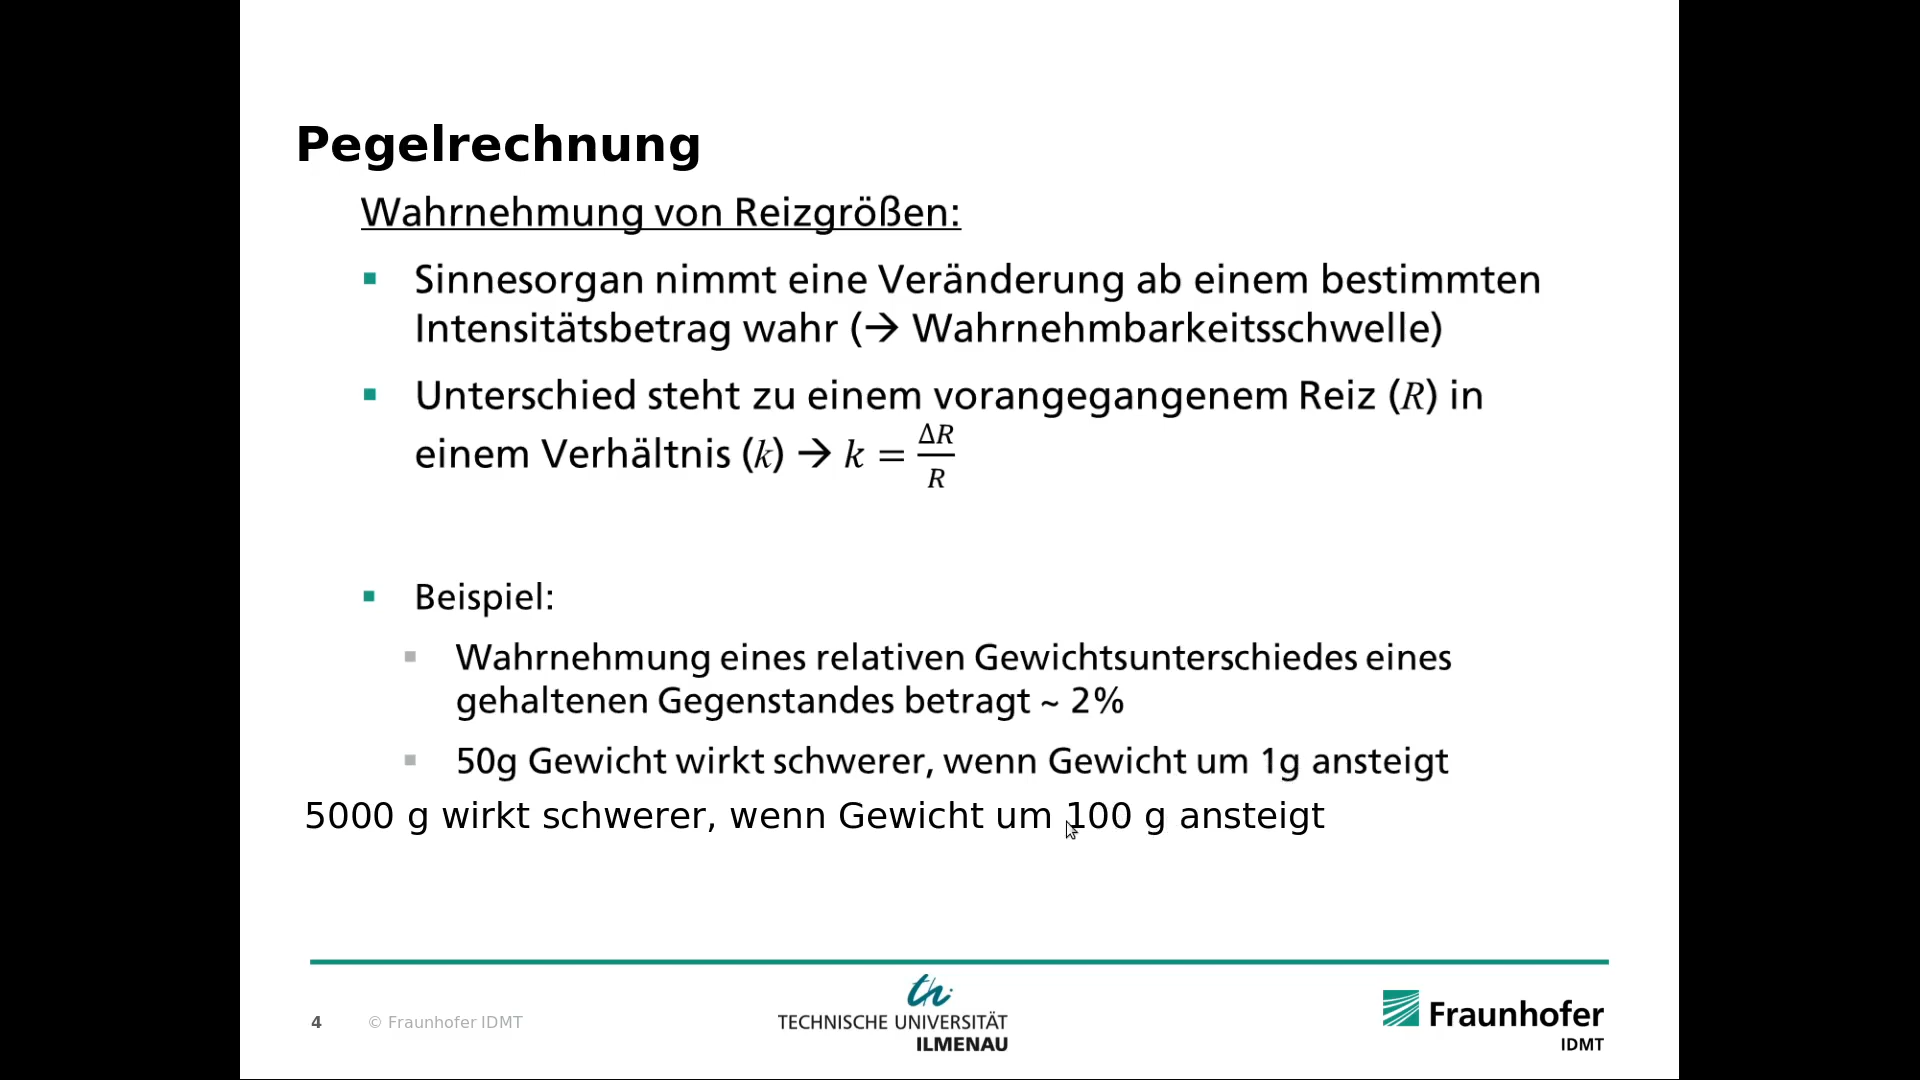 Pegelrechnung
Wahrnehmung von Reizgrößen:
▪ Sinnesorgan nimmt eine Veränderung ab einem bestimmten
Intensitätsbetrag wahr (→ Wahrnehmbarkeitsschwelle)
▪ Unterschied steht zu einem vorangegangenem Reiz (R) in
einem Verhältnis (k) → k = ΔR/R
▪ Beispiel:
▪ Wahrnehmung eines relativen Gewichtsunterschiedes eines
gehaltenen Gegenstandes betragt ~ 2%
▪ 50g Gewicht wirkt schwerer, wenn Gewicht um 1g ansteigt
5000 g wirkt schwerer, wenn Gewicht um 100 g ansteigt
4 © Fraunhofer IDMT
th
TECHNISCHE UNIVERSITÄT
ILMENAU
Fraunhofer
IDMT